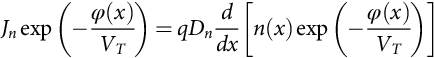 J_n exp(−φ(x)/V_T) = qD_n d/dx [n(x) exp(−φ(x)/V_T)]